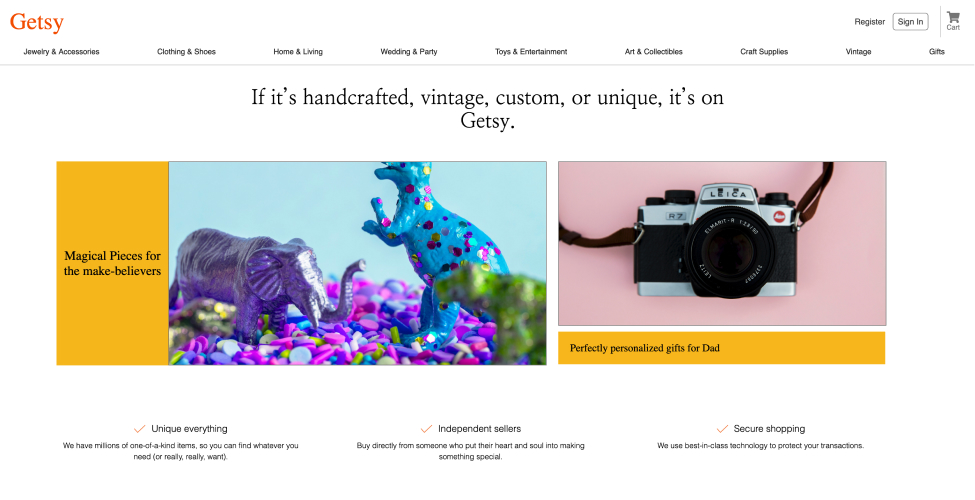 Getsy
Register
Sign In
Cart
Jewelry & Accessories
Clothing & Shoes
Home & Living
Wedding & Party
Toys & Entertainment
Art & Collectibles
Craft Supplies
Vintage
Gifts
If it's handcrafted, vintage, custom, or unique, it's on
Getsy.
Magical Pieces for
the make-believers
LEICA
R7
ELMARIT-R 1:2.8/90
LEITZ
Perfectly personalized gifts for Dad
Unique everything
We have millions of one-of-a-kind items, so you can find whatever you
need (or really, really, want).
Independent sellers
Buy directly from someone who put their heart and soul into making
something special.
Secure shopping
We use best-in-class technology to protect your transactions.